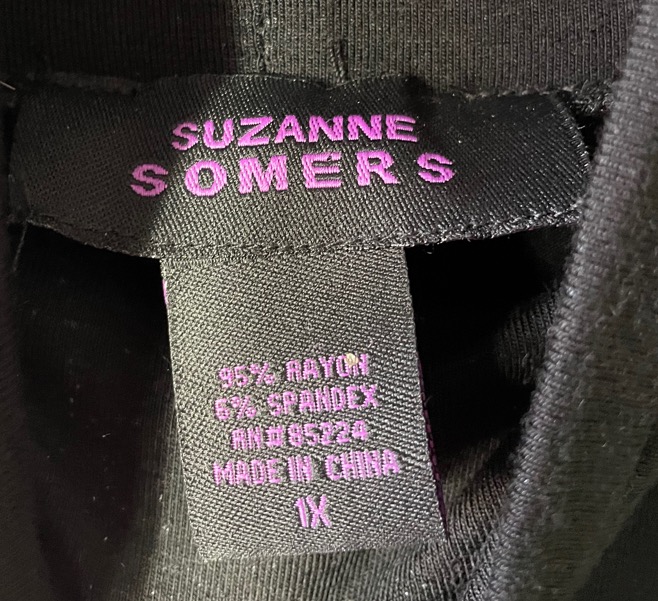 SUZANNE
SOMERS
95% RAYON
5% SPANDEX
RN#85224
MADE IN CHINA
1X